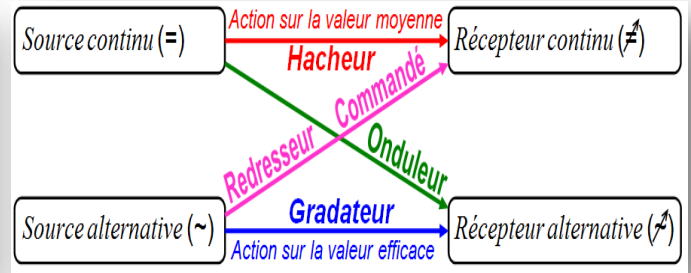 Action sur la valeur moyenne
Source continu (=)
Récepteur continu (≠)
Hacheur
Redresseur Commandé
Onduleur
Gradateur
Source alternative (~)
Récepteur alternative (~)
Action sur la valeur efficace